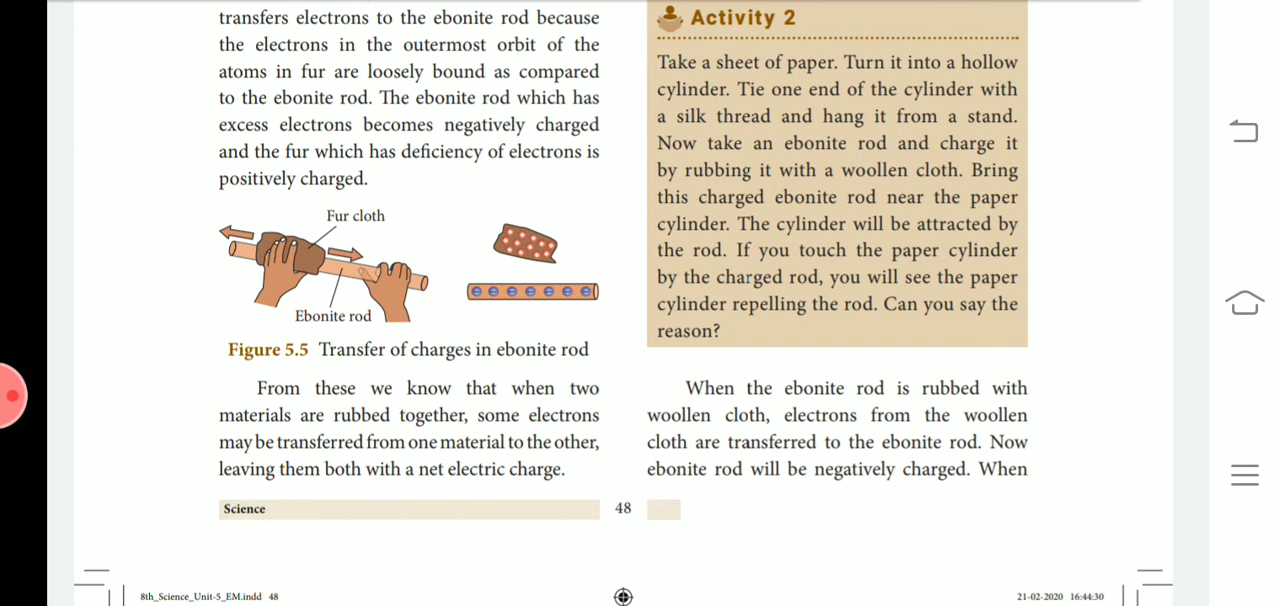 transfers electrons to the ebonite rod because
the electrons in the outermost orbit of the
atoms in fur are loosely bound as compared
to the ebonite rod. The ebonite rod which has
excess electrons becomes negatively charged
and the fur which has deficiency of electrons is
positively charged.
Fur cloth
Ebonite rod
Figure 5.5 Transfer of charges in ebonite rod
From these we know that when two
materials are rubbed together, some electrons
may be transferred from one material to the other,
leaving them both with a net electric charge.
Activity 2
Take a sheet of paper. Turn it into a hollow
cylinder. Tie one end of the cylinder with
a silk thread and hang it from a stand.
Now take an ebonite rod and charge it
by rubbing it with a woollen cloth. Bring
this charged ebonite rod near the paper
cylinder. The cylinder will be attracted by
the rod. If you touch the paper cylinder
by the charged rod, you will see the paper
cylinder repelling the rod. Can you say the
reason?
When the ebonite rod is rubbed with
woollen cloth, electrons from the woollen
cloth are transferred to the ebonite rod. Now
ebonite rod will be negatively charged. When
Science
48
8th_Science_Unit-5_EM.indd 48
21-02-2020 16:44:30